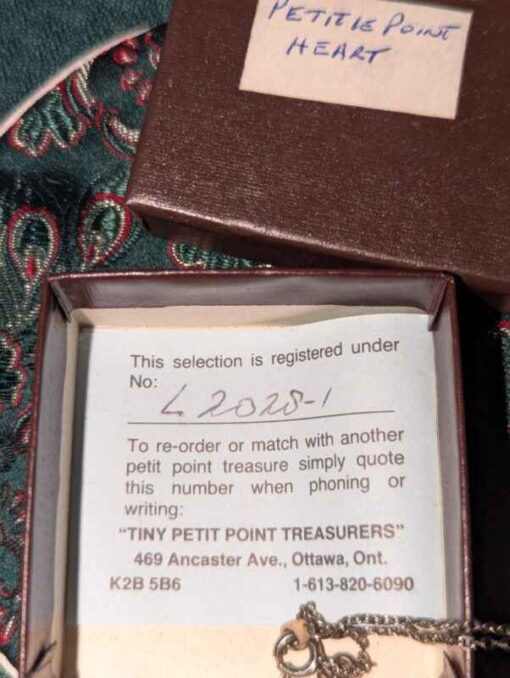 PETITIE POINT
HEART
This selection is registered under
No:
L 2028-1
To re-order or match with another
petit point treasure simply quote
this number when phoning or
writing:
"TINY PETIT POINT TREASURERS"
469 Ancaster Ave., Ottawa, Ont.
K2B 5B6 1-613-820-6090